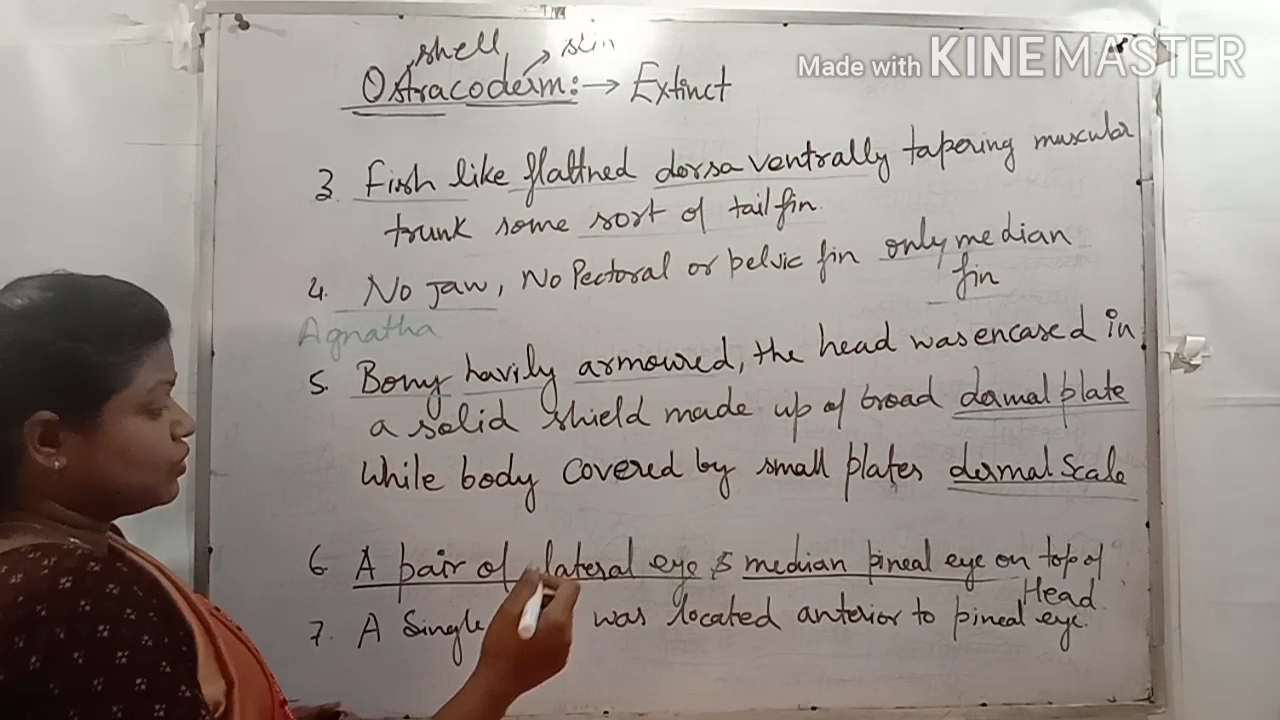 Made with KINEMASTER
shell skin
Ostracoderm: → Extinct
3. Fish like flattned dorsaventrally tapering muscular
trunk some sort of tail fin.
4. No Jaw, No Pectoral or pelvic fin only median
fin
Agnatha
5. Bony havily armoured, the head was encased in
a solid shield made up of broad dermal plate
While body covered by small plates dermal Scale
6. A pair of lateral eye & median pineal eye on top of
Head.
7. A Single was located anterior to pineal eye.